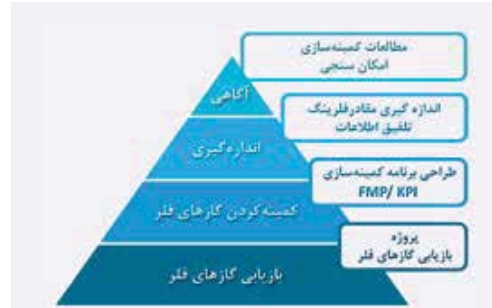 مطالعات کمینه‌سازی
امکان سنجی
آگاهی
اندازه گیری مقادرفلرینگ
تلفیق اطلاعات
اندازه‌گیری
طراحی برنامه کمینه‌سازی
FMP/ KPI
کمینه کردن گازهای فلر
پروژه
بازیابی گازهای فلر
بازیابی گازهای فلر